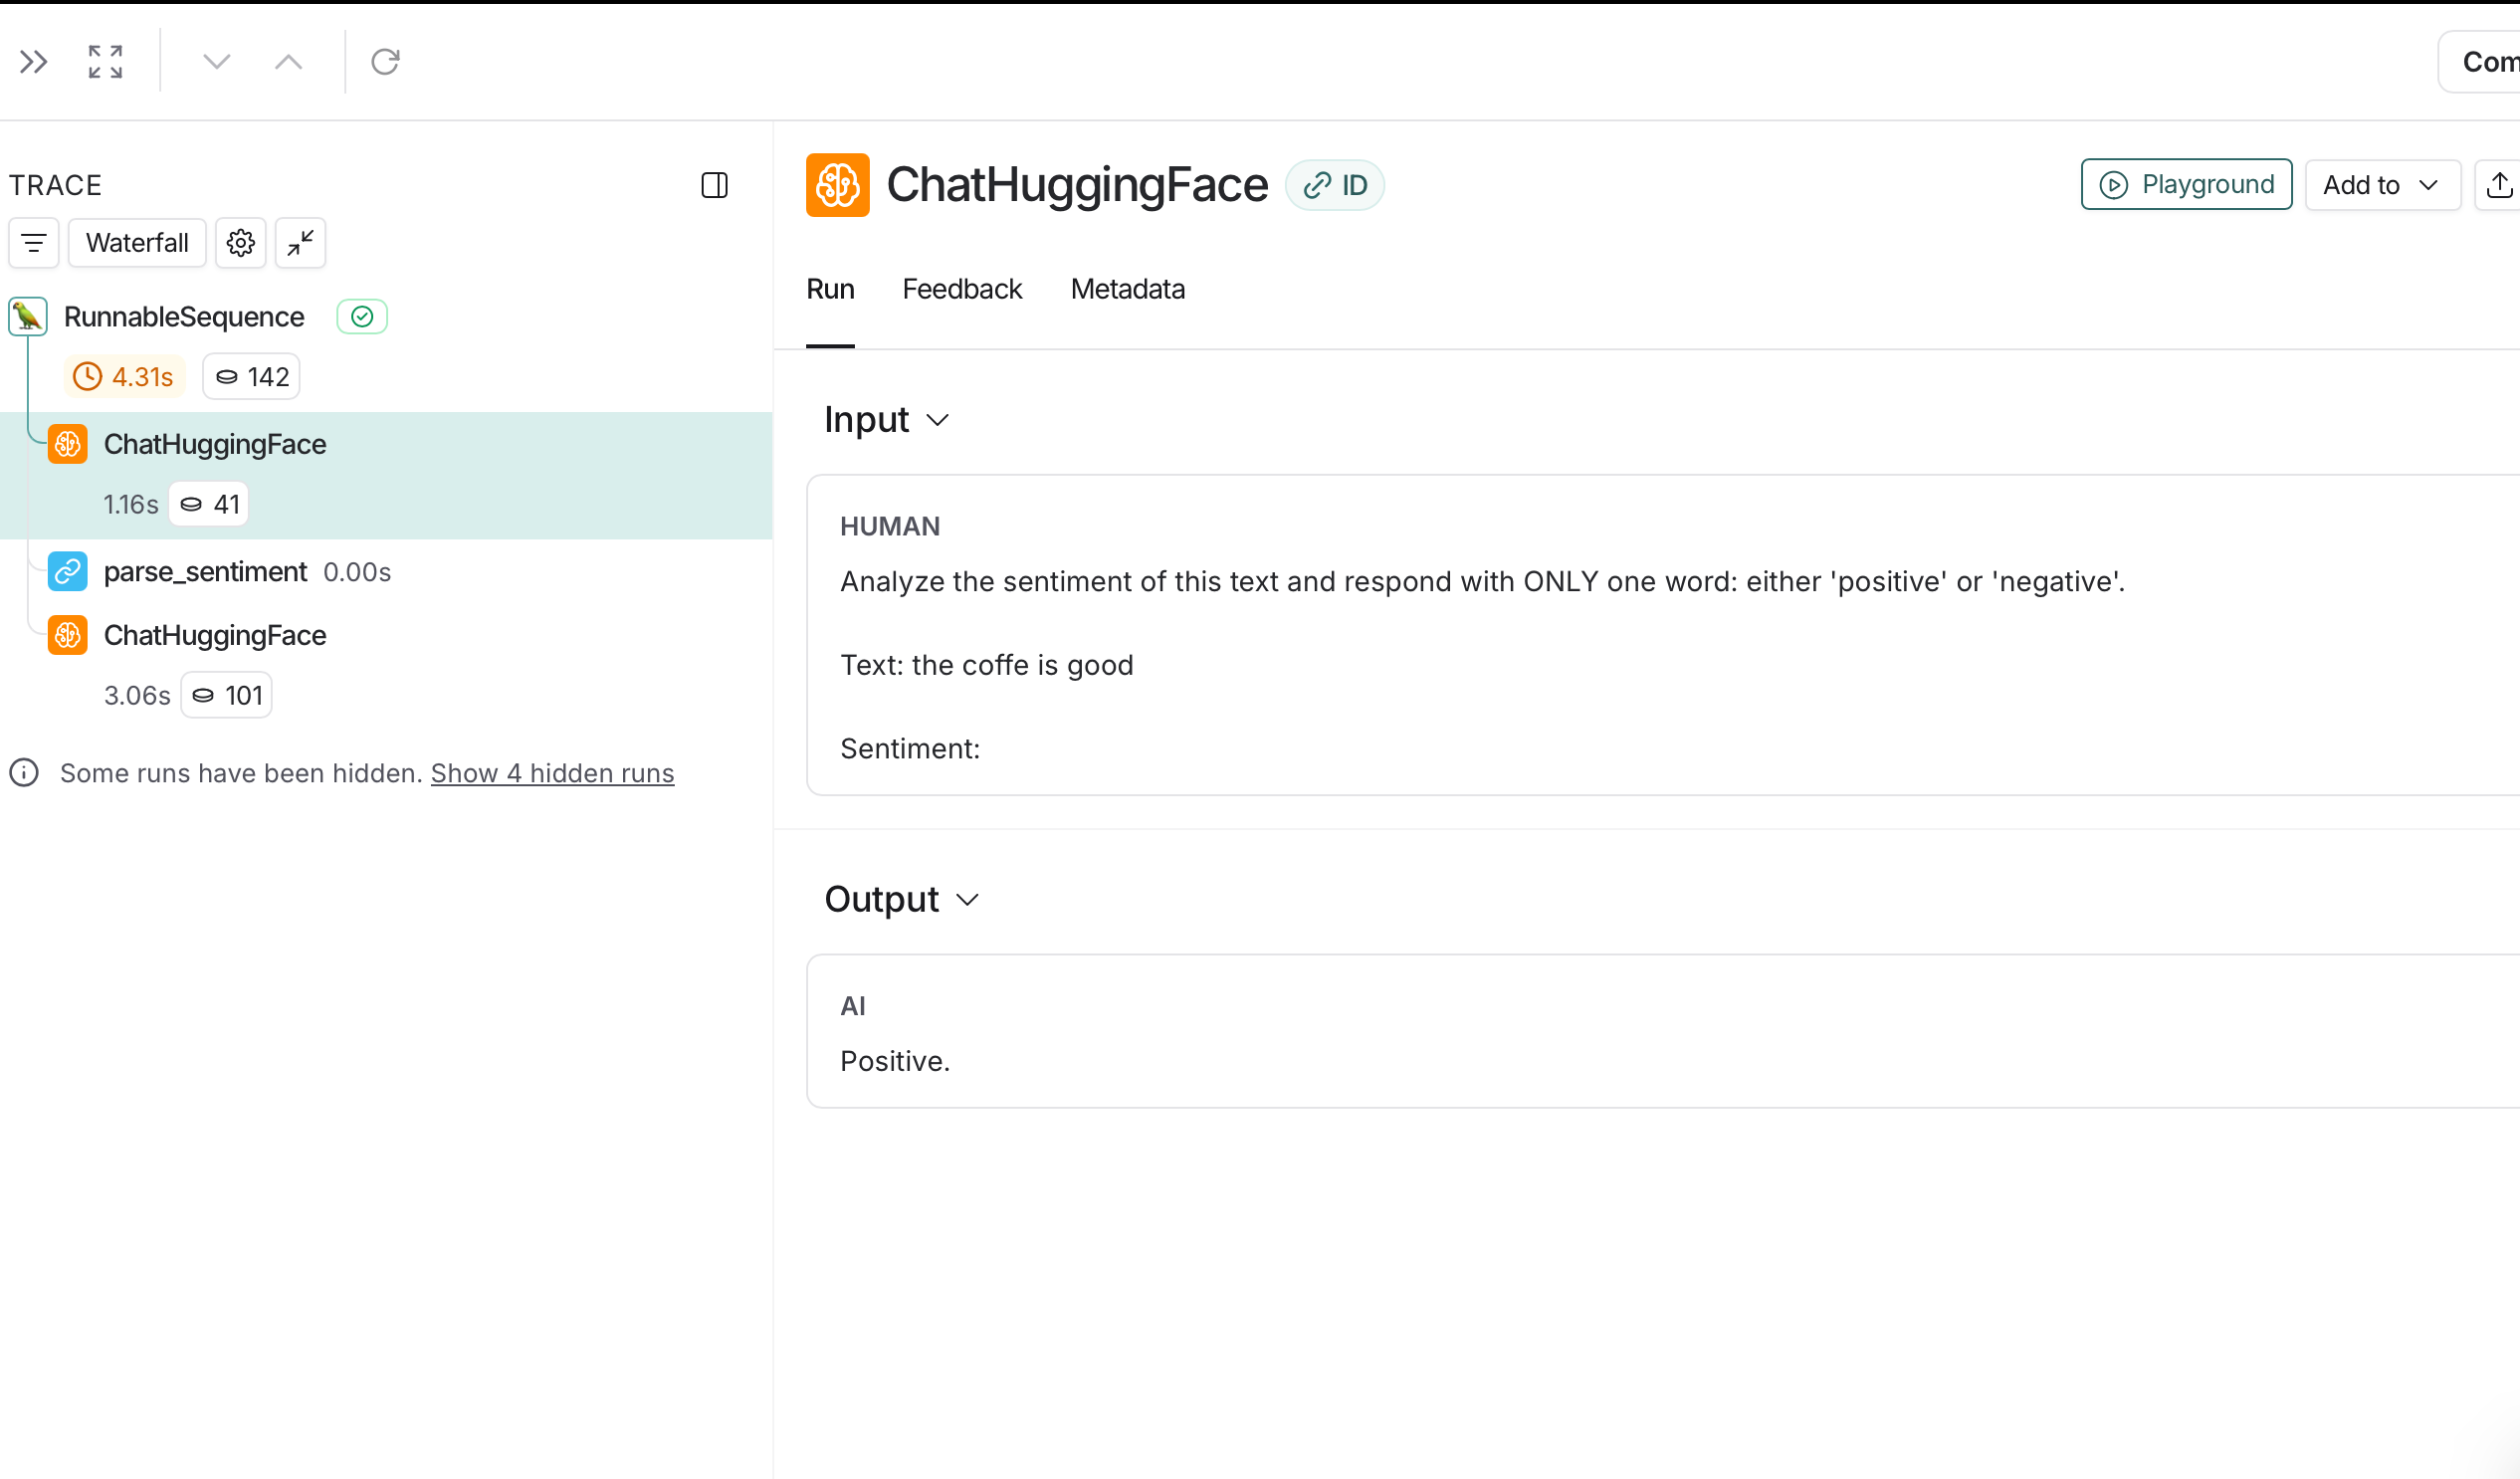 Com
TRACE
Waterfall
RunnableSequence
4.31s 142
ChatHuggingFace
1.16s 41
parse_sentiment 0.00s
ChatHuggingFace
3.06s 101
Some runs have been hidden. Show 4 hidden runs
ChatHuggingFace ID
Playground Add to
Run Feedback Metadata
Input
HUMAN
Analyze the sentiment of this text and respond with ONLY one word: either 'positive' or 'negative'.
Text: the coffe is good
Sentiment:
Output
AI
Positive.